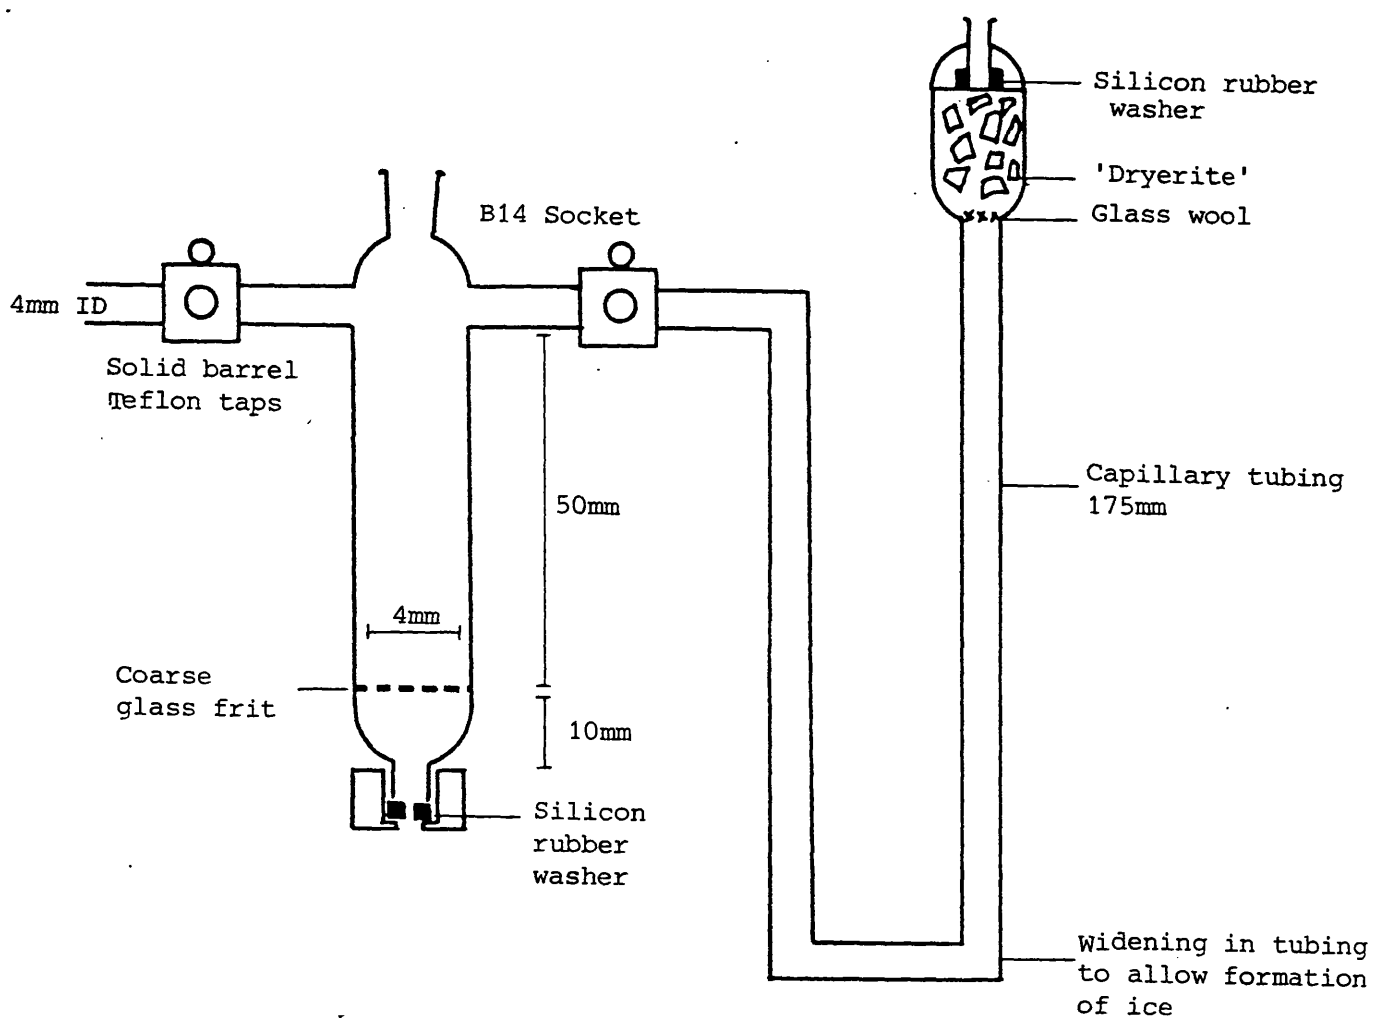 Silicon rubber
washer
'Dryerite'
Glass wool
B14 Socket
4mm ID
Solid barrel
Teflon taps
50mm
Capillary tubing
175mm
4mm
Coarse
glass frit
10mm
Silicon
rubber
washer
Widening in tubing
to allow formation
of ice